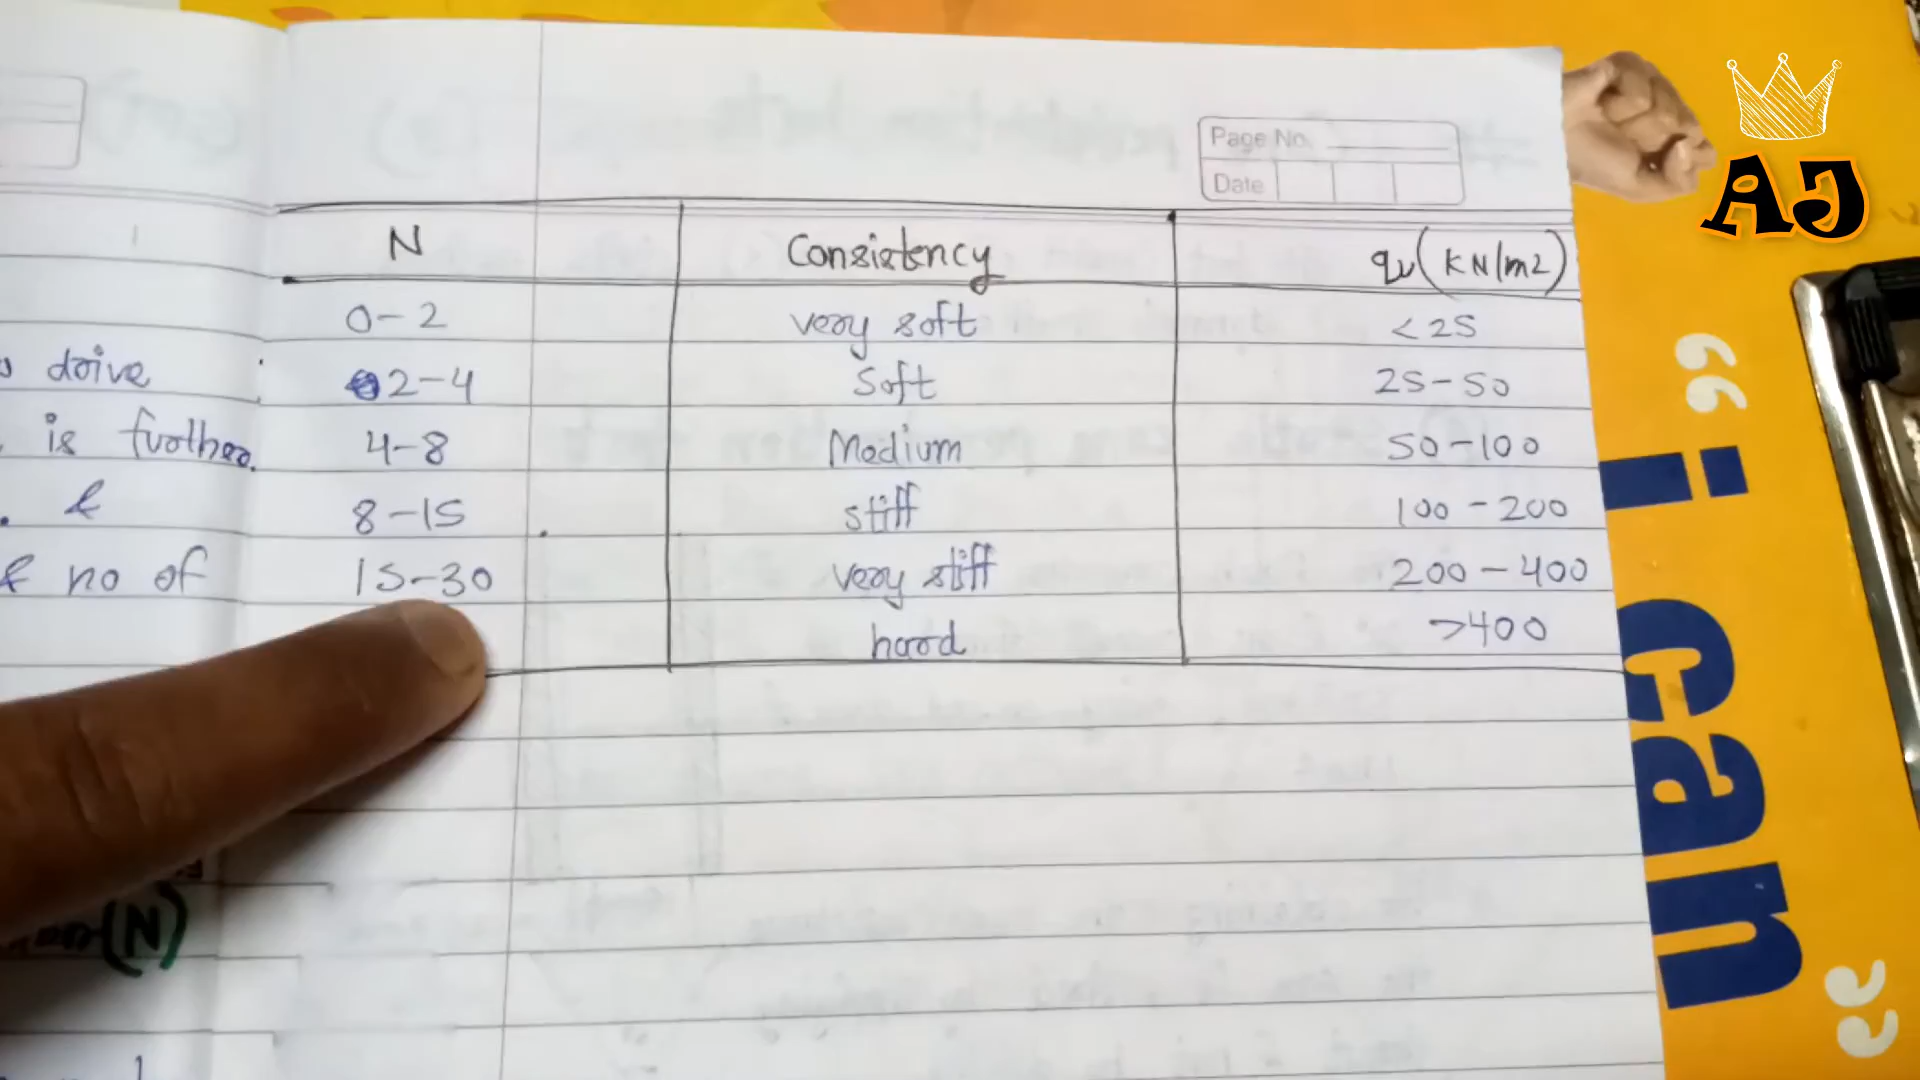 Page No.
Date
N Consistency qu (KN/m2)
0-2 very soft <25
2-4 Soft 25-50
4-8 Medium 50-100
8-15 stiff 100-200
15-30 very stiff 200-400
hard >400
drive
is further.
&
& no of
(N)
AJ
“ i can ”